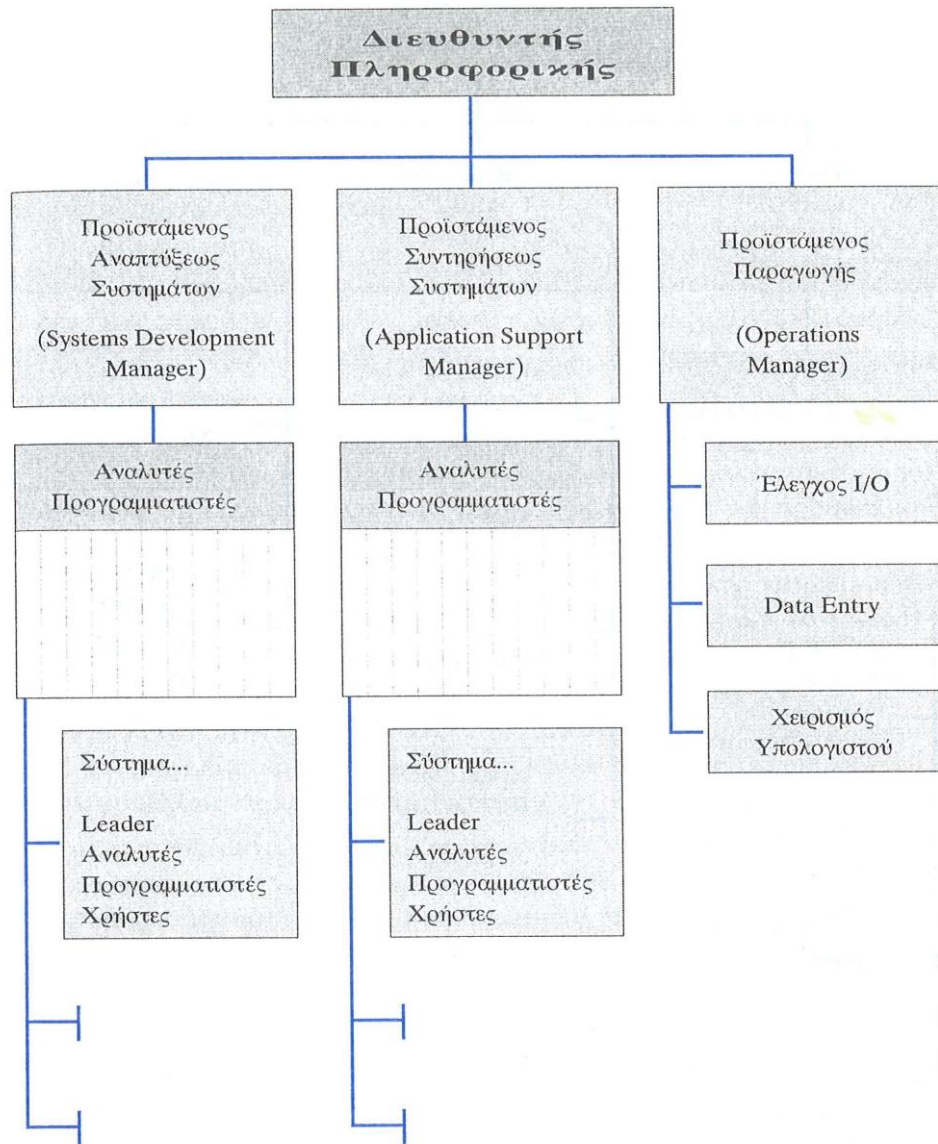 Διευθυντής
Πληροφορικής
Προϊστάμενος
Αναπτύξεως
Συστημάτων
(Systems Development
Manager)
Προϊστάμενος
Συντηρήσεως
Συστημάτων
(Application Support
Manager)
Προϊστάμενος
Παραγωγής
(Operations
Manager)
Αναλυτές
Προγραμματιστές
Αναλυτές
Προγραμματιστές
Έλεγχος I/O
Data Entry
Χειρισμός
Υπολογιστού
Σύστημα...
Leader
Αναλυτές
Προγραμματιστές
Χρήστες
Σύστημα...
Leader
Αναλυτές
Προγραμματιστές
Χρήστες